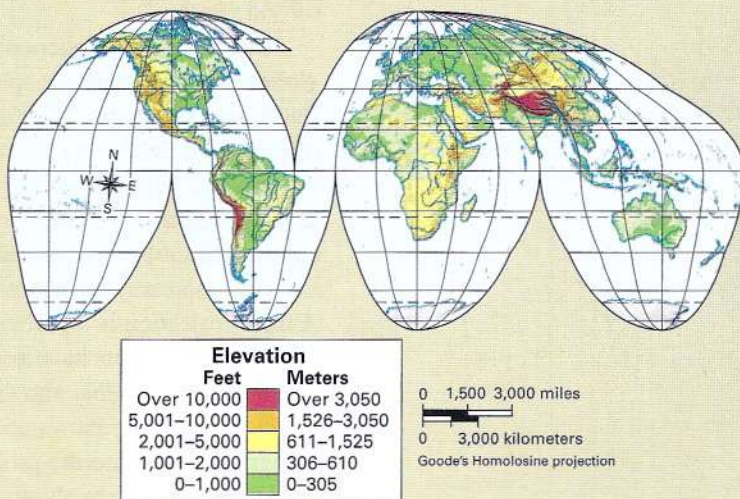 N
W E
S
Elevation
Feet Meters
Over 10,000 Over 3,050
5,001–10,000 1,526–3,050
2,001–5,000 611–1,525
1,001–2,000 306–610
0–1,000 0–305
0 1,500 3,000 miles
0 3,000 kilometers
Goode's Homolosine projection